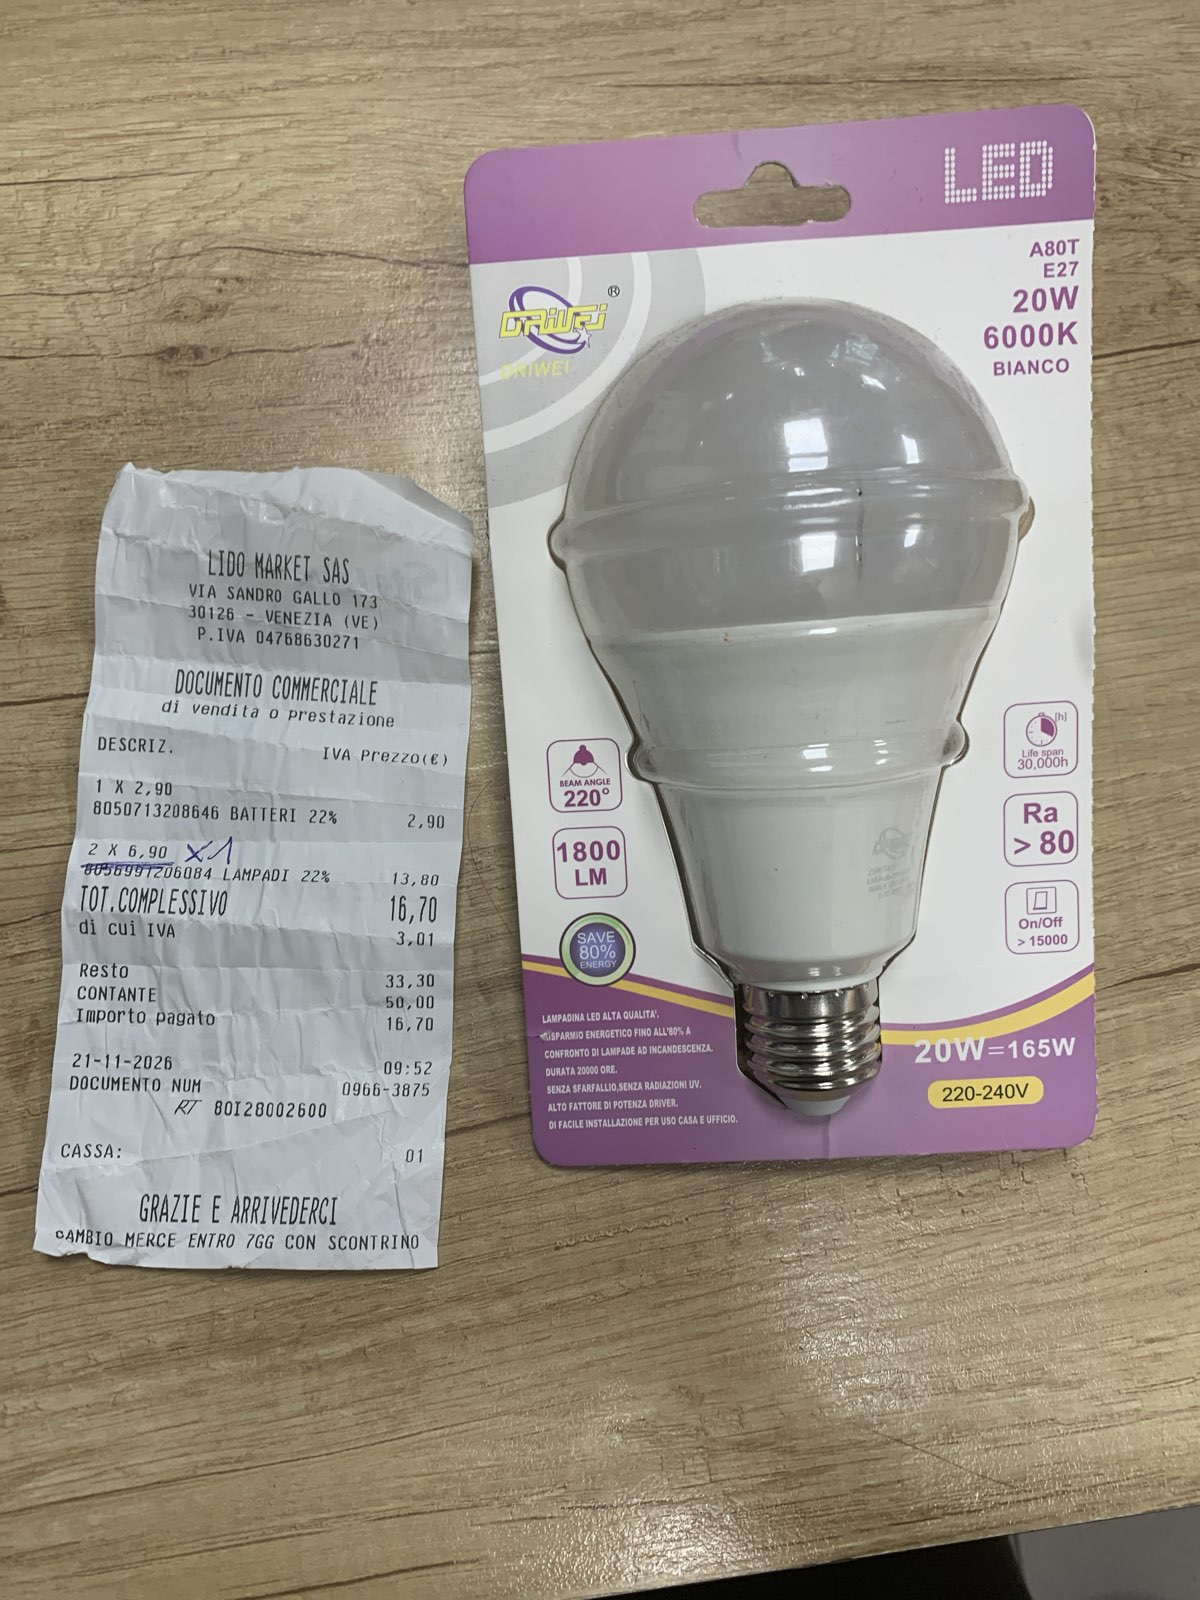 LIDO MARKET SAS
VIA SANDRO GALLO 173
30126 - VENEZIA (VE)
P.IVA 04768630271
DOCUMENTO COMMERCIALE
di vendita o prestazione
DESCRIZ. IVA Prezzo(€)
1 X 2,90
8050713208646 BATTERI 22% 2,90
2 X 6,90 X1
8056991206084 LAMPADI 22% 13,80
TOT.COMPLESSIVO 16,70
di cui IVA 3,01
Resto 33,30
CONTANTE 50,00
Importo pagato 16,70
21-11-2026 09:52
DOCUMENTO NUM 0966-3875
RT 80I28002600
CASSA: 01
GRAZIE E ARRIVEDERCI
CAMBIO MERCE ENTRO 7GG CON SCONTRINO
LED
A80T
E27
20W
6000K
BIANCO
DRIWEI ®
DRIWEI
BEAM ANGLE
220°
1800
LM
SAVE
80%
ENERGY
[h]
Life span
30,000h
Ra
> 80
On/Off
> 15000
LAMPADINA LED ALTA QUALITA'.
RISPARMIO ENERGETICO FINO ALL'80% A
CONFRONTO DI LAMPADE AD INCANDESCENZA.
DURATA 20000 ORE.
SENZA SFARFALLIO,SENZA RADIAZIONI UV.
ALTO FATTORE DI POTENZA DRIVER.
DI FACILE INSTALLAZIONE PER USO CASA E UFFICIO.
20W=165W
220-240V